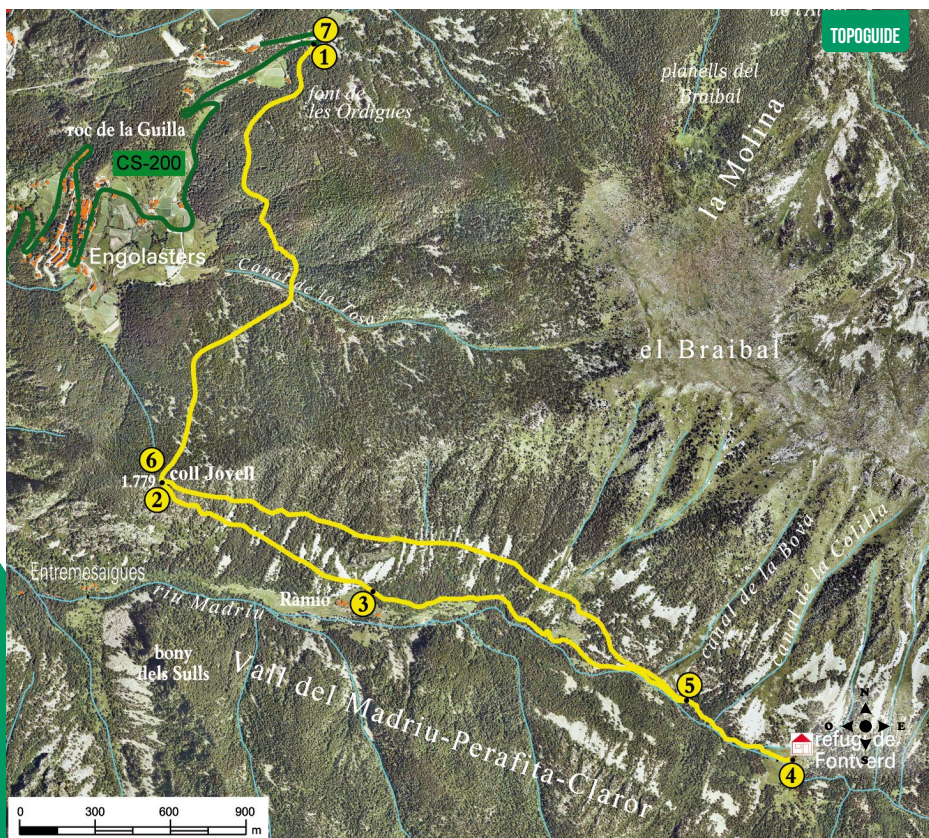 TOPOGUIDE
7
1
font de
les Ordigues
planells del
Braibal
roc de la Guilla
CS-200
la Molina
Engolasters
Canal de la Tosa
el Braibal
6
1.779
coll Jovell
2
canal de la Bova
Canal de la Colilla
Entremesaigües
riu Madriu
Ramio
3
bony
dels Sulls
Vall del Madriu-Perafita-Claror
5
N
O
E
S
refugi de
Fontverd
4
0
300
600
900
m